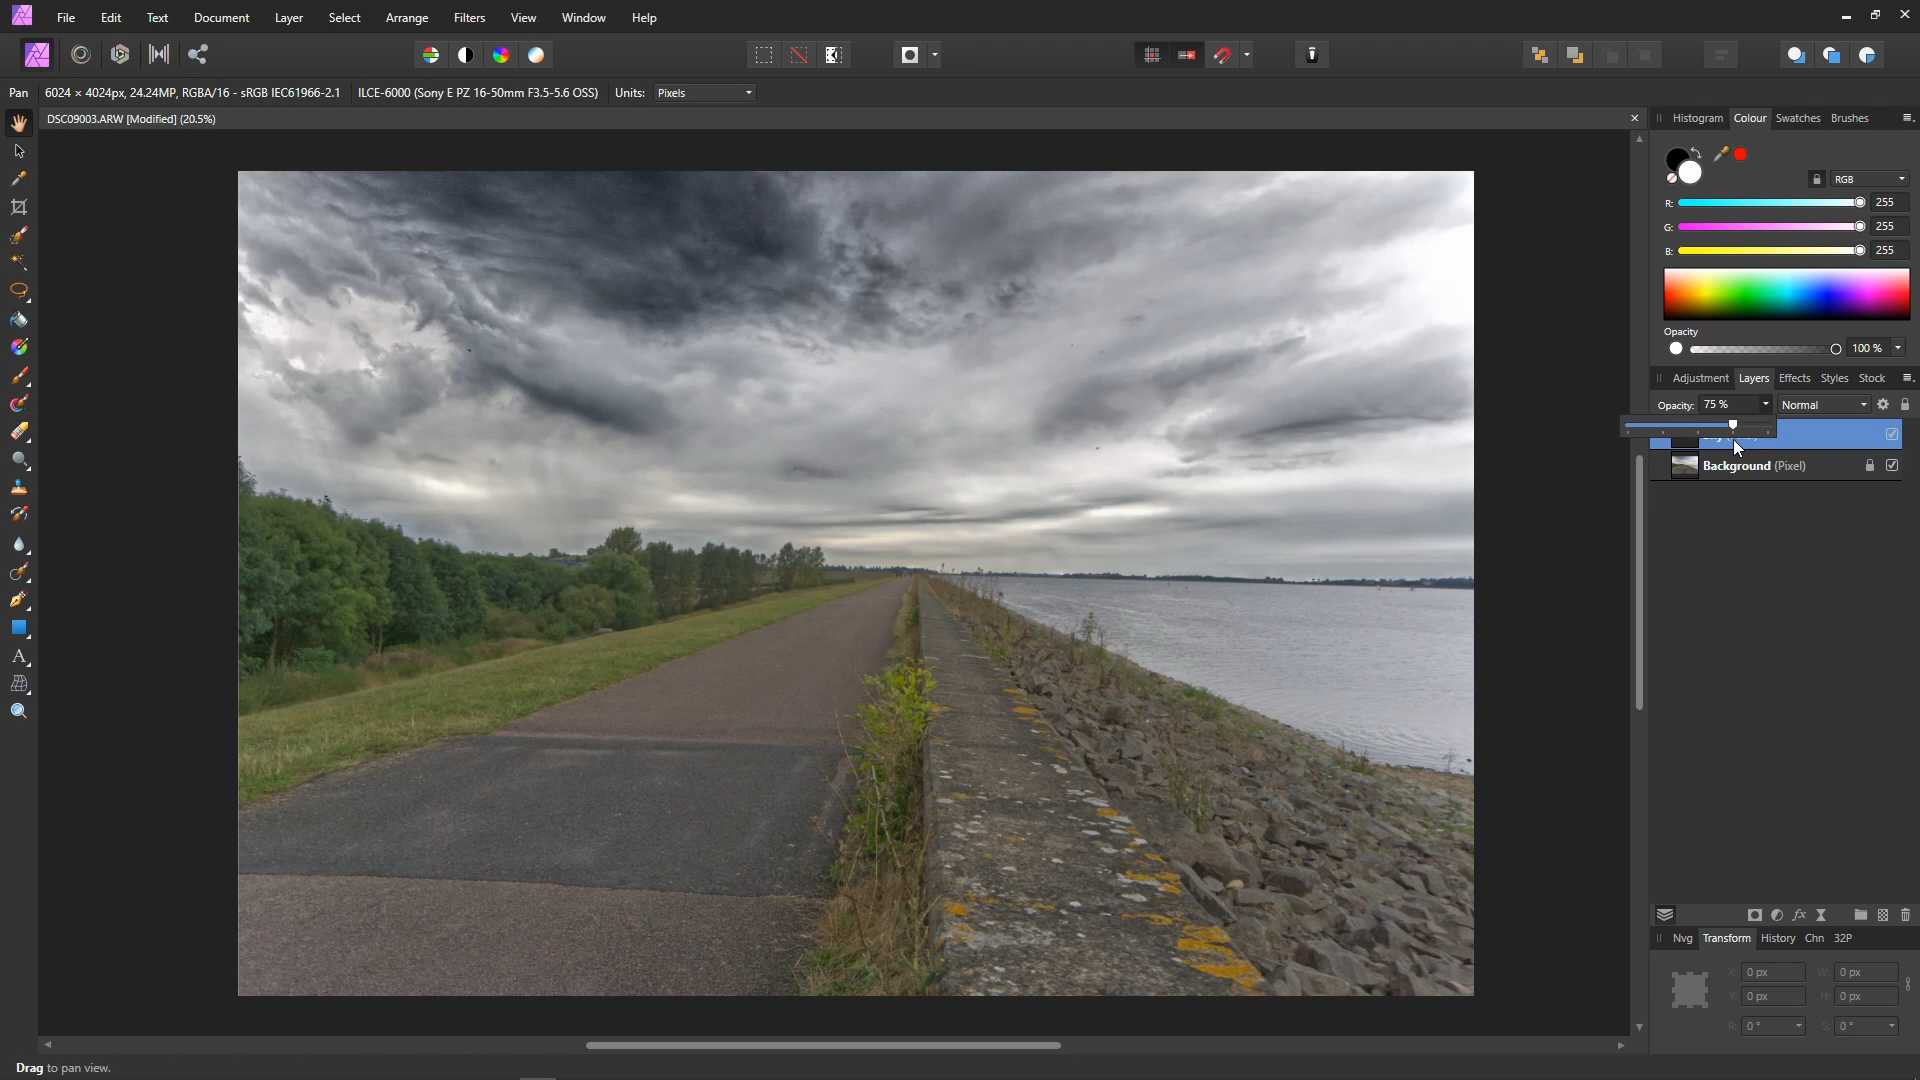 File Edit Text Document Layer Select Arrange Filters View Window Help
Pan 6024 × 4024px, 24.24MP, RGBA/16 - sRGB IEC61966-2.1 ILCE-6000 (Sony E PZ 16-50mm F3.5-5.6 OSS) Units: Pixels
DSC09003.ARW [Modified] (20.5%)
Histogram Colour Swatches Brushes
RGB
R: 255
G: 255
B: 255
Opacity
100 %
Adjustment Layers Effects Styles Stock
Opacity: 75 % Normal
Background (Pixel)
fx
Nvg Transform History Chn 32P
X: 0 px W: 0 px
Y: 0 px H: 0 px
R: 0 ° S: 0 °
A
Drag to pan view.